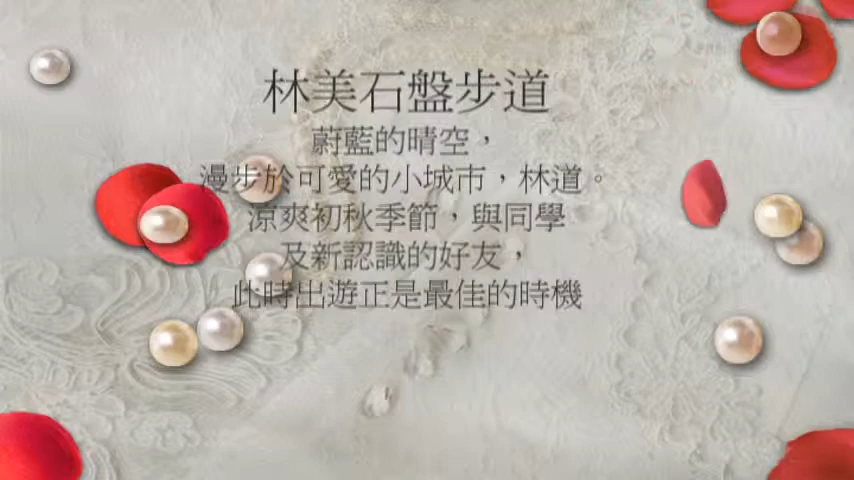 林美石盤步道
蔚藍的晴空，
漫步於可愛的小城市，林道。
涼爽初秋季節，與同學
及新認識的好友，
此時出遊正是最佳的時機